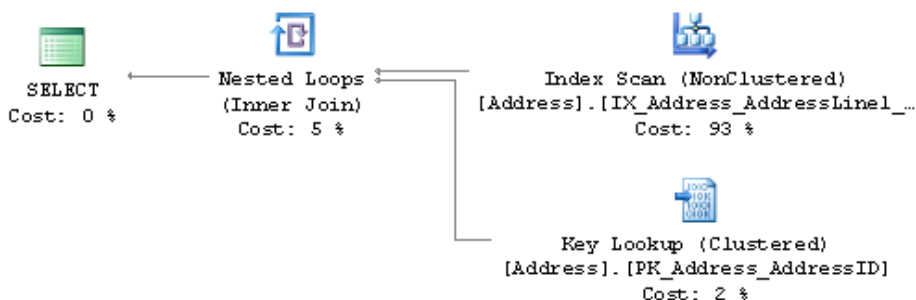 SELECT
Cost: 0 %
Nested Loops
(Inner Join)
Cost: 5 %
Index Scan (NonClustered)
[Address].[IX_Address_AddressLine1_…
Cost: 93 %
Key Lookup (Clustered)
[Address].[PK_Address_AddressID]
Cost: 2 %